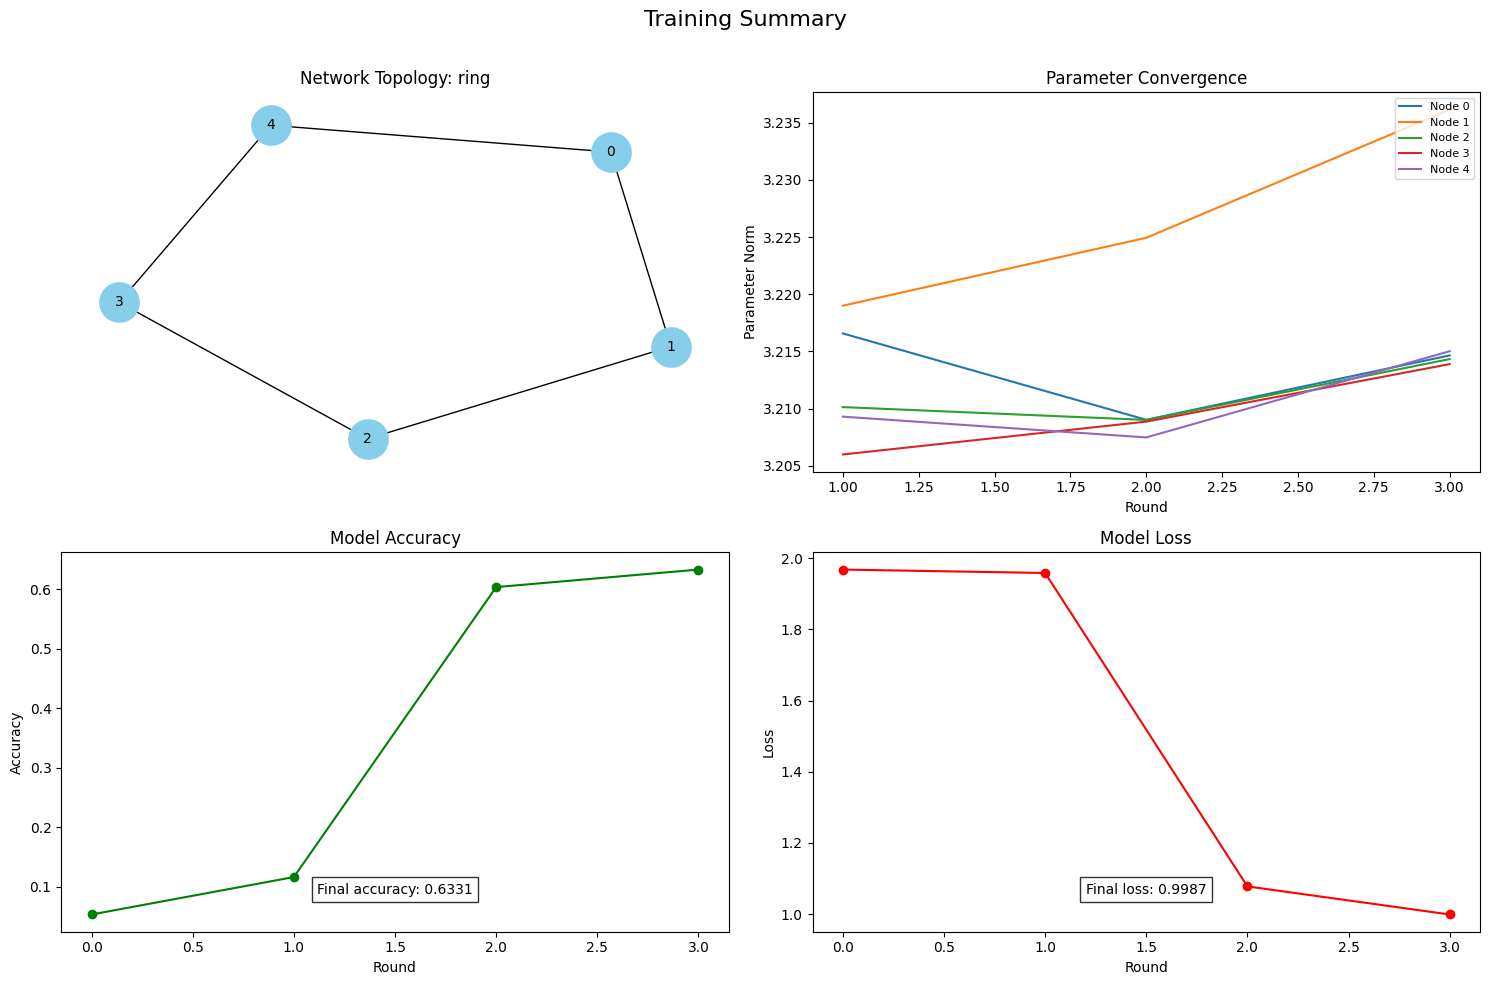 Training Summary
Network Topology: ring
4
0
3
1
2
Parameter Convergence
Node 0
Node 1
Node 2
Node 3
Node 4
3.235
3.230
3.225
3.220
3.215
3.210
3.205
Parameter Norm
1.00 1.25 1.50 1.75 2.00 2.25 2.50 2.75 3.00
Round
Model Accuracy
0.6
0.5
0.4
0.3
0.2
0.1
Accuracy
Final accuracy: 0.6331
0.0 0.5 1.0 1.5 2.0 2.5 3.0
Round
Model Loss
2.0
1.8
1.6
1.4
1.2
1.0
Loss
Final loss: 0.9987
0.0 0.5 1.0 1.5 2.0 2.5 3.0
Round